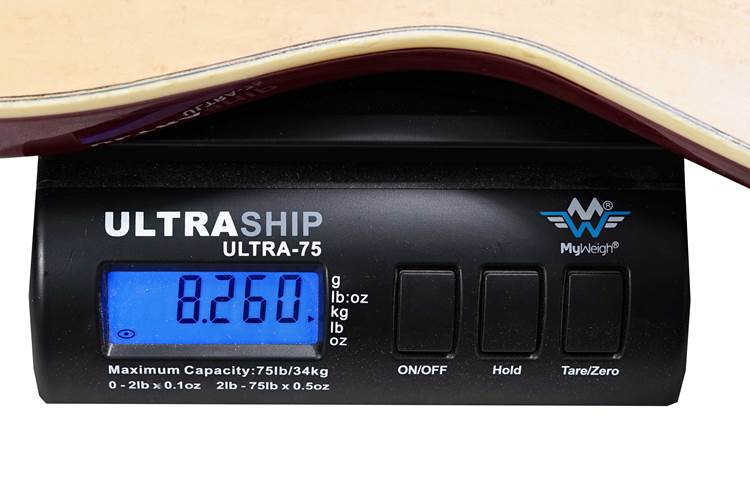 ULTRASHIP
ULTRA-75
MW®
MyWeigh®
8.260
g
lb:oz
kg
lb
oz
Maximum Capacity:75lb/34kg
0 - 2lb x 0.1oz 2lb - 75lb x 0.5oz
ON/OFF
Hold
Tare/Zero